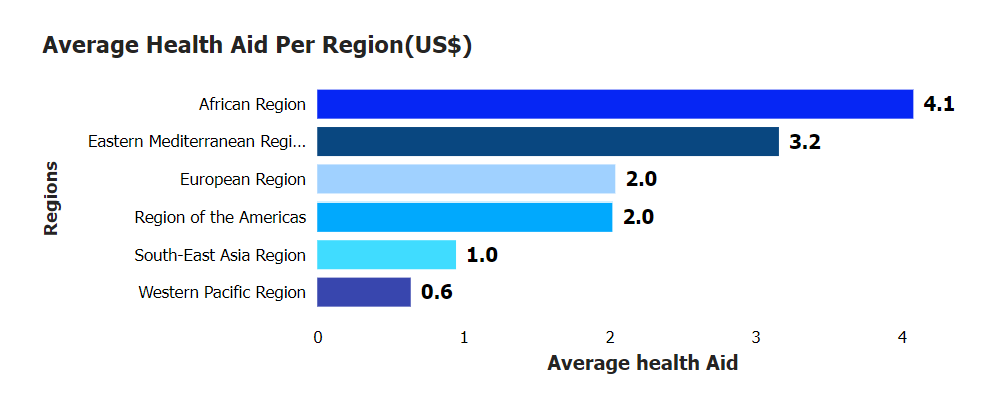 Average Health Aid Per Region(US$)
African Region 4.1
Eastern Mediterranean Regi... 3.2
European Region 2.0
Region of the Americas 2.0
South-East Asia Region 1.0
Western Pacific Region 0.6
Regions
0 1 2 3 4
Average health Aid